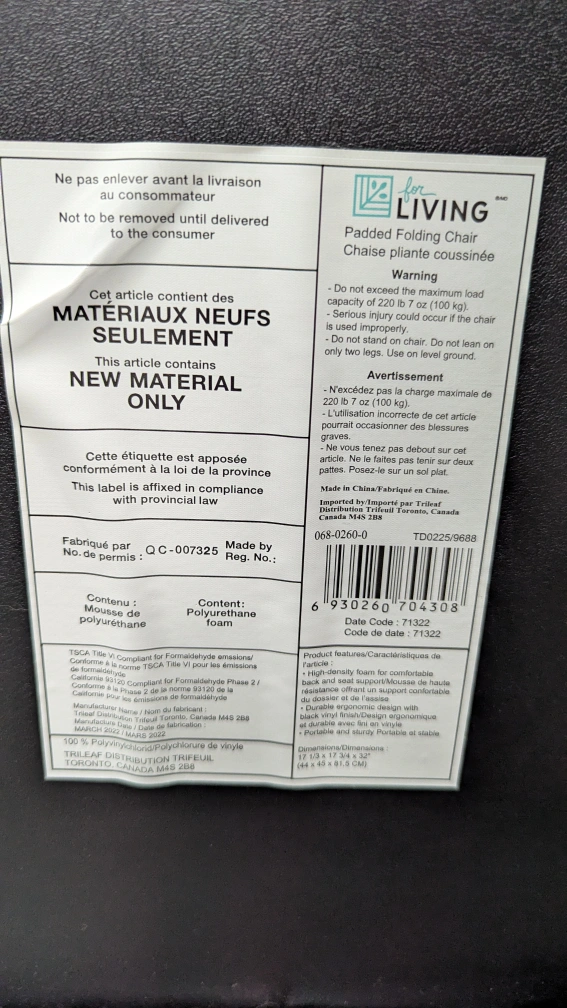 Ne pas enlever avant la livraison
au consommateur
Not to be removed until delivered
to the consumer
Cet article contient des
MATÉRIAUX NEUFS
SEULEMENT
This article contains
NEW MATERIAL
ONLY
Cette étiquette est apposée
conformément à la loi de la province
This label is affixed in compliance
with provincial law
Fabriqué par
No. de permis :
QC-007325
Made by
Reg. No.:
Contenu :
Mousse de
polyuréthane
Content:
Polyurethane
foam
TSCA Title VI Compliant for Formaldehyde emissions/
Conforme à la norme TSCA Title VI pour les émissions
de formaldéhyde
Californie 93120 Compliant for Formaldehyde Phase 2 /
Conforme à la Phase 2 de la norme 93120 de la
Californie pour les émissions de formaldéhyde
Manufacturer Name / Nom du fabricant :
Trileaf Distribution Trifeuil Toronto, Canada M4S 2B8
Manufacture Date / Date de fabrication :
MARCH 2022 / MARS 2022
100 % Polyvinylchlorid/Polychlorure de vinyle
TRILEAF DISTRIBUTION TRIFEUIL
TORONTO, CANADA M4S 2B8
for
LIVING
Padded Folding Chair
Chaise pliante coussinée
Warning
- Do not exceed the maximum load
capacity of 220 lb 7 oz (100 kg).
- Serious injury could occur if the chair
is used improperly.
- Do not stand on chair. Do not lean on
only two legs. Use on level ground.
Avertissement
- N'excédez pas la charge maximale de
220 lb 7 oz (100 kg).
- L'utilisation incorrecte de cet article
pourrait occasionner des blessures
graves.
- Ne vous tenez pas debout sur cet
article. Ne le faites pas tenir sur deux
pattes. Posez-le sur un sol plat.
Made in China/Fabriqué en Chine.
Imported by/Importé par Trileaf
Distribution Trifeuil Toronto, Canada
Canada M4S 2B8
068-0260-0
TD0225/9688
6 930260 704308
Date Code : 71322
Code de date : 71322
Product features/Caractéristiques de
l'article :
• High-density foam for comfortable
back and seat support/Mousse de haute
résistance offrant un support confortable
du dossier et de l'assise
• Durable ergonomic design with
black vinyl finish/Design ergonomique
et durable avec fini en vinyle
• Portable and sturdy Portable et stable
Dimensions/Dimensions :
17 1/3 x 17 3/4 x 32"
(44 x 45 x 81,5 CM)